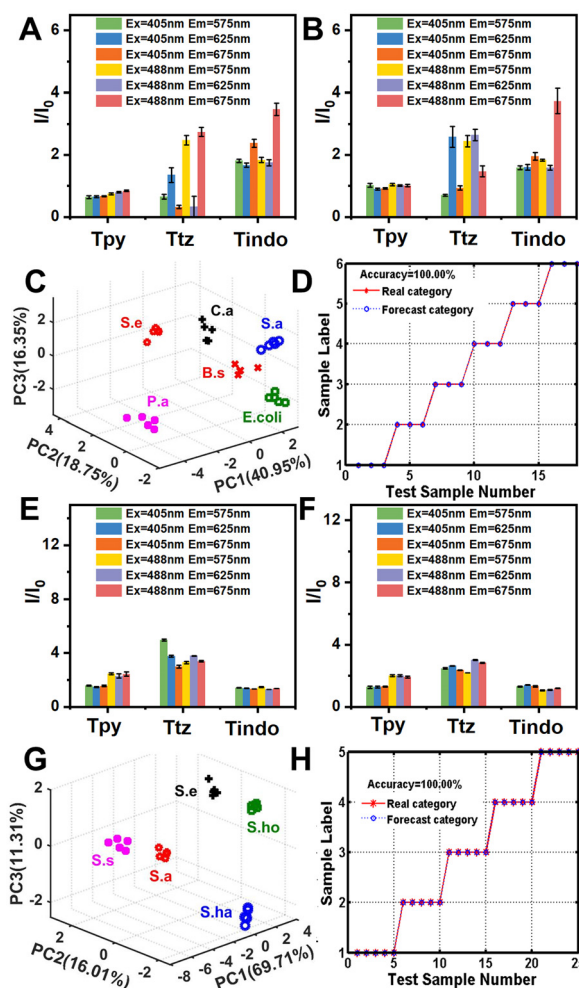 A
Ex=405nm Em=575nm
Ex=405nm Em=625nm
Ex=405nm Em=675nm
Ex=488nm Em=575nm
Ex=488nm Em=625nm
Ex=488nm Em=675nm
I/I0
6
4
2
0
Tpy Ttz Tindo
B
Ex=405nm Em=575nm
Ex=405nm Em=625nm
Ex=405nm Em=675nm
Ex=488nm Em=575nm
Ex=488nm Em=625nm
Ex=488nm Em=675nm
I/I0
6
4
2
0
Tpy Ttz Tindo
C
C.a
S.e
S.a
B.s
P.a
E.coli
PC3(16.35%)
2
0
-2
PC2(18.75%)
4
2
0
-2
PC1(40.95%)
-4
-2
0
2
D
Accuracy=100.00%
Real category
Forecast category
Sample Label
6
5
4
3
2
1
0 5 10 15
Test Sample Number
E
Ex=405nm Em=575nm
Ex=405nm Em=625nm
Ex=405nm Em=675nm
Ex=488nm Em=575nm
Ex=488nm Em=625nm
Ex=488nm Em=675nm
I/I0
12
8
4
0
Tpy Ttz Tindo
F
Ex=405nm Em=575nm
Ex=405nm Em=625nm
Ex=405nm Em=675nm
Ex=488nm Em=575nm
Ex=488nm Em=625nm
Ex=488nm Em=675nm
I/I0
12
8
4
0
Tpy Ttz Tindo
G
S.e
S.ho
S.s
S.a
S.ha
PC3(11.31%)
2
0
-2
PC2(16.01%)
2
0
-2
PC1(69.71%)
-8
-6
-4
-2
0
2
4
H
Accuracy=100.00%
Real category
Forecast category
Sample Label
5
4
3
2
1
0 5 10 15 20 25
Test Sample Number